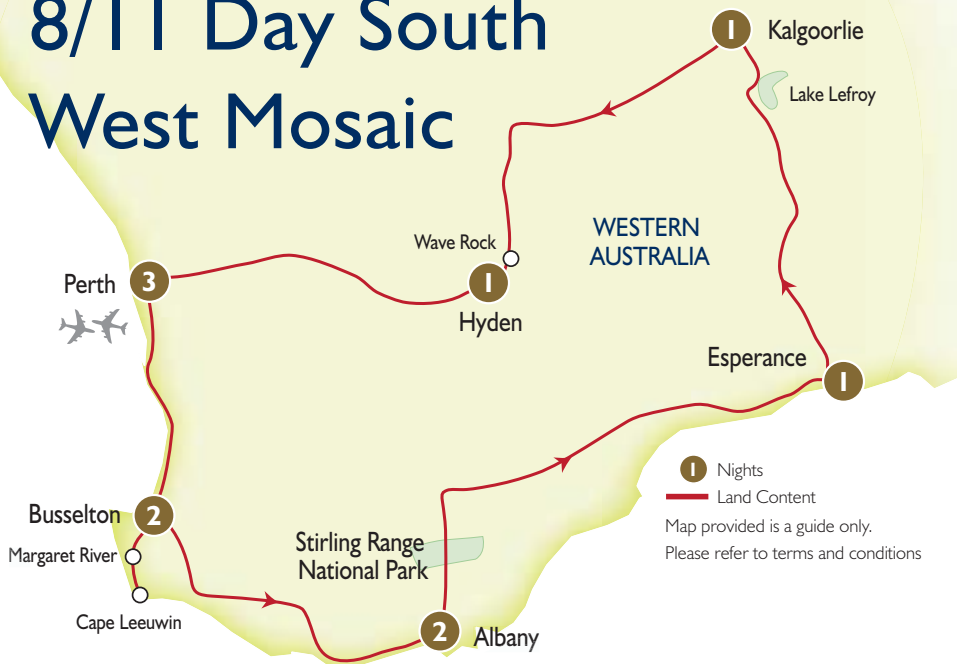 8/11 Day South
West Mosaic
1
Kalgoorlie
Lake Lefroy
WESTERN
AUSTRALIA
Wave Rock
Perth
3
1
Hyden
Esperance
1
1 Nights
Land Content
Map provided is a guide only.
Please refer to terms and conditions
Busselton
2
Margaret River
Cape Leeuwin
Stirling Range
National Park
2
Albany